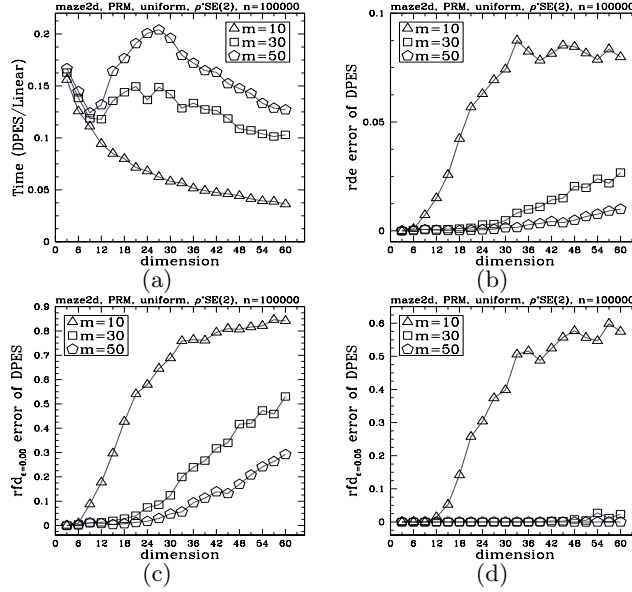 maze2d, PRM, uniform, ρ*SE(2), n=100000
m=10
m=30
m=50
Time (DPES/Linear)
0.2
0.15
0.1
0.05
0
0 6 12 18 24 30 36 42 48 54 60
dimension
(a)
maze2d, PRM, uniform, ρ*SE(2), n=100000
m=10
m=30
m=50
rde error of DPES
0.1
0.05
0
0 6 12 18 24 30 36 42 48 54 60
dimension
(b)
maze2d, PRM, uniform, ρ*SE(2), n=100000
m=10
m=30
m=50
rfd ε=0.00 error of DPES
0.9
0.8
0.7
0.6
0.5
0.4
0.3
0.2
0.1
0
0 6 12 18 24 30 36 42 48 54 60
dimension
(c)
maze2d, PRM, uniform, ρ*SE(2), n=100000
m=10
m=30
m=50
rfd ε=0.05 error of DPES
0.6
0.5
0.4
0.3
0.2
0.1
0
0 6 12 18 24 30 36 42 48 54 60
dimension
(d)